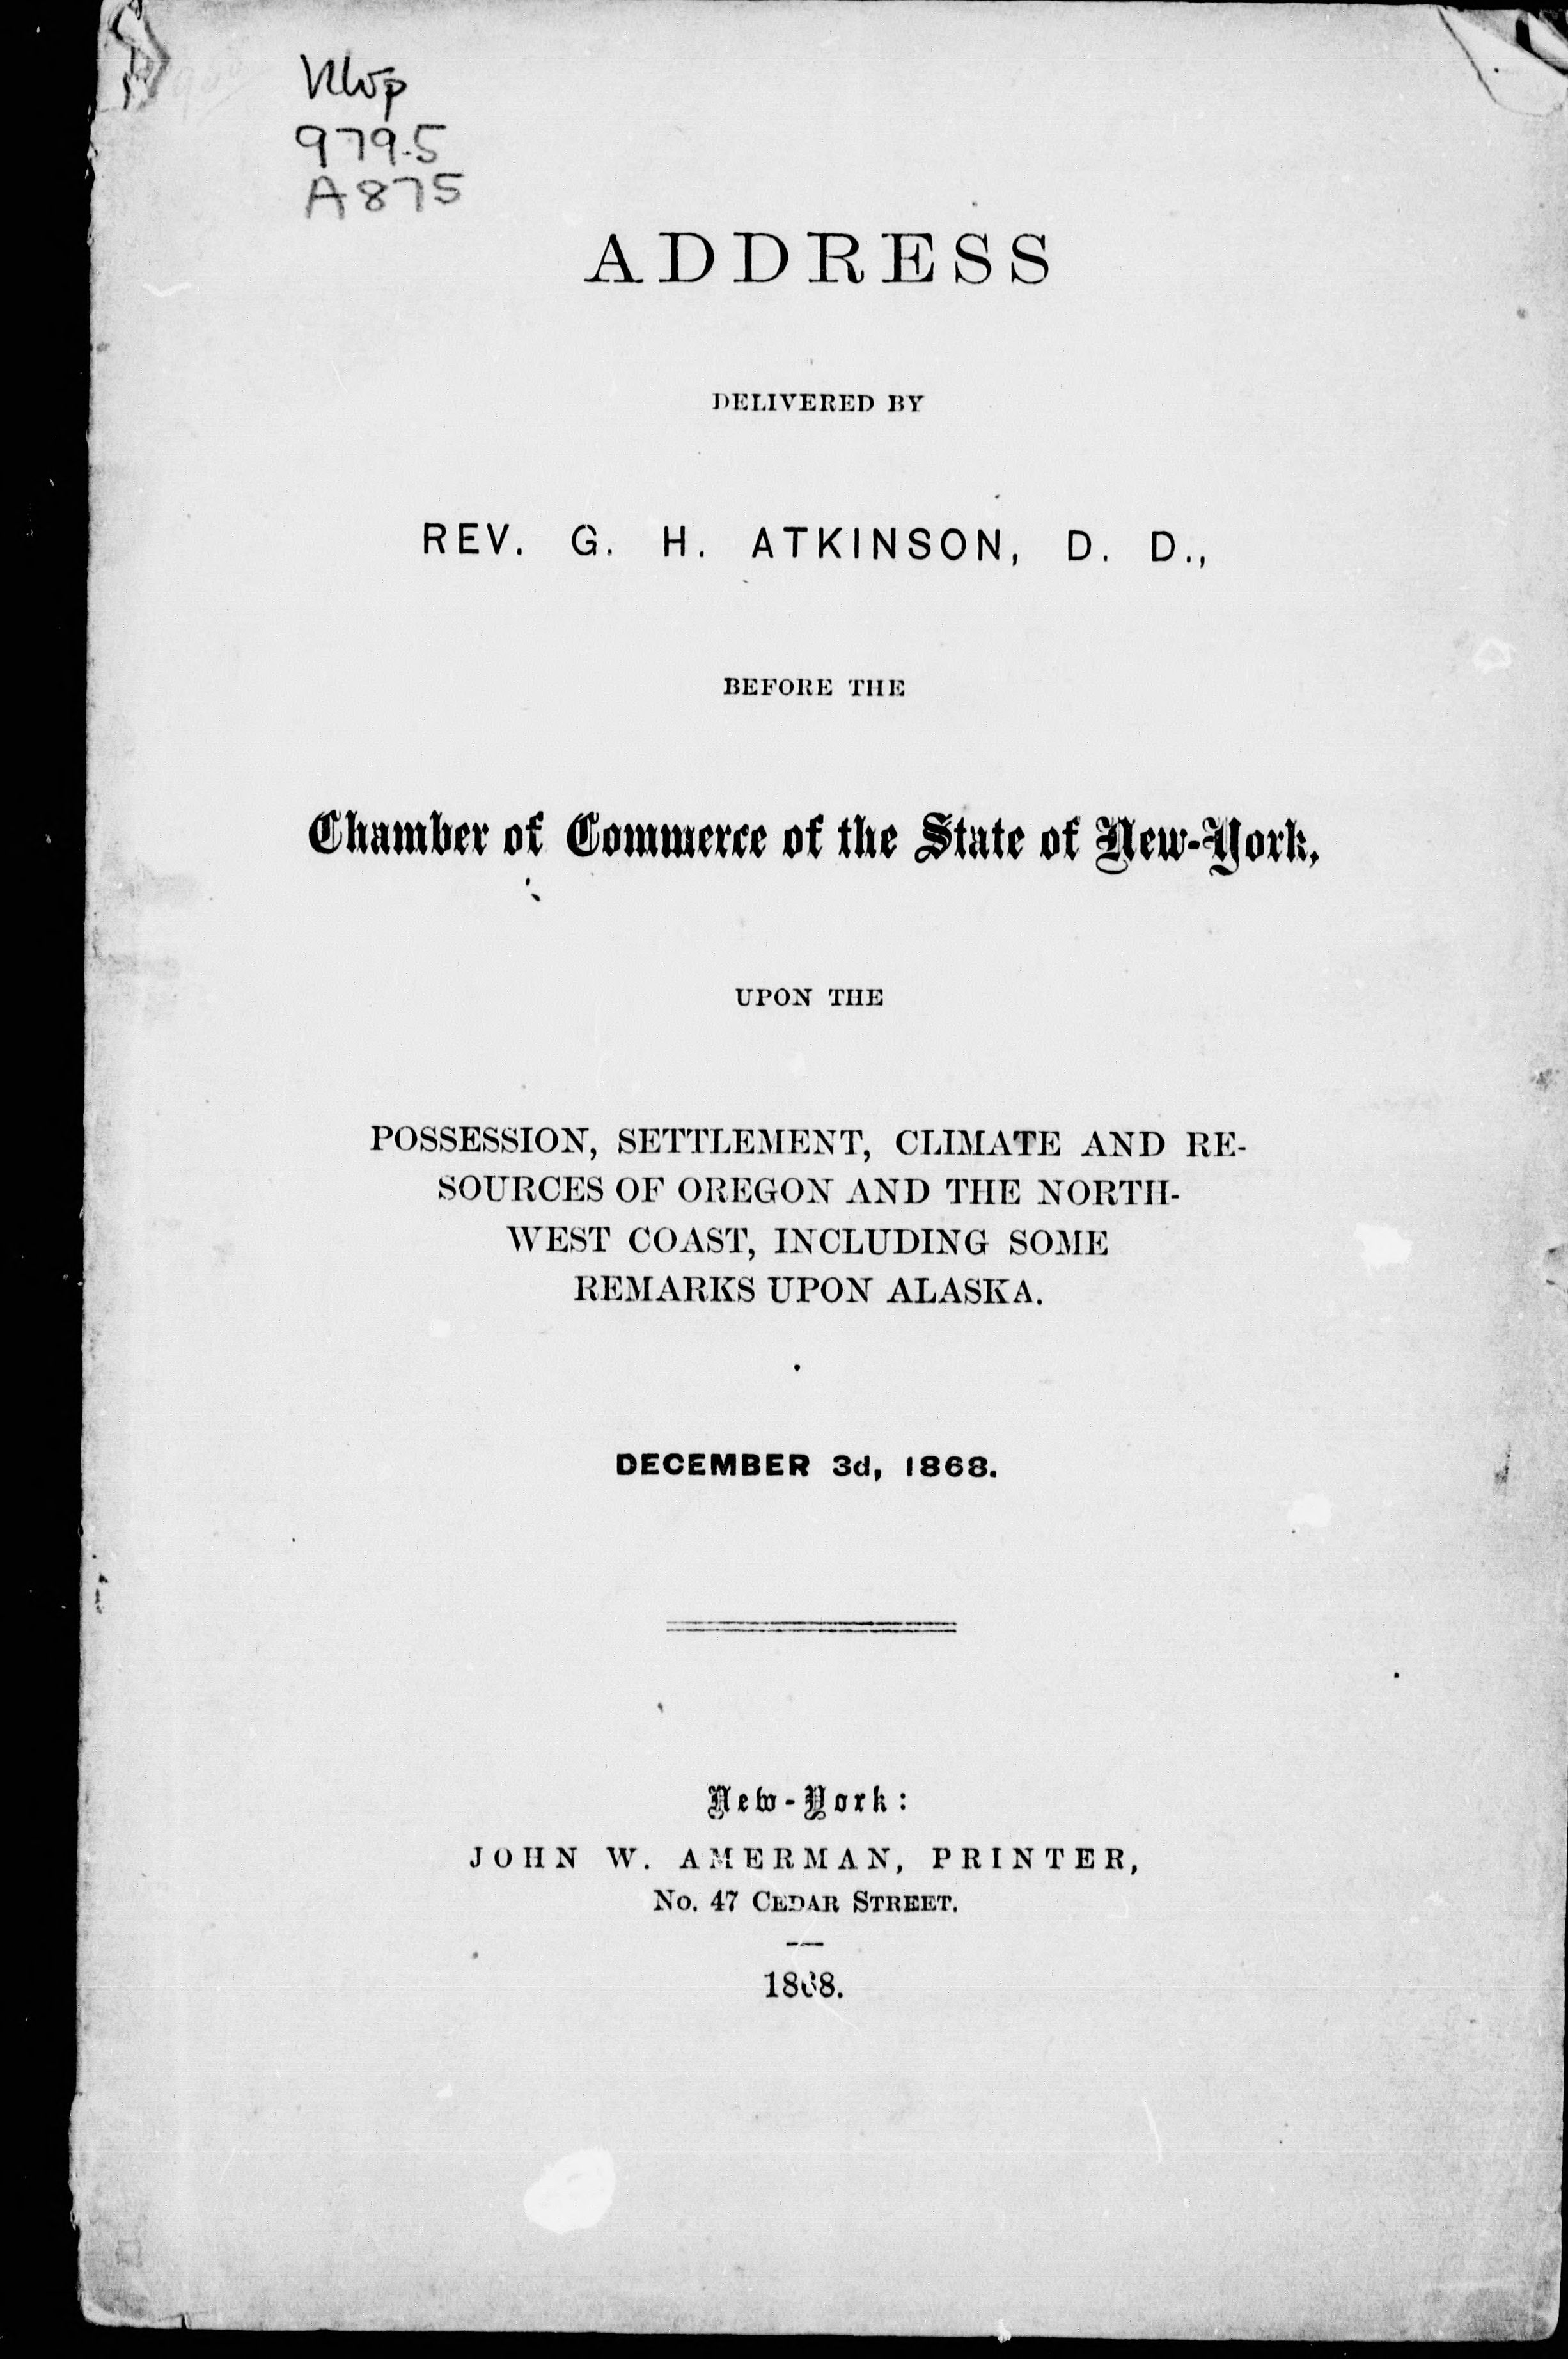 979.5
A875
ADDRESS
DELIVERED BY
REV. G. H. ATKINSON, D. D.,
BEFORE THE
Chamber of Commerce of the State of New-York,
UPON THE
POSSESSION, SETTLEMENT, CLIMATE AND RE-
SOURCES OF OREGON AND THE NORTH-
WEST COAST, INCLUDING SOME
REMARKS UPON ALASKA.
DECEMBER 3d, 1868.
New-York:
JOHN W. AMERMAN, PRINTER,
No. 47 CEDAR STREET.
1868.